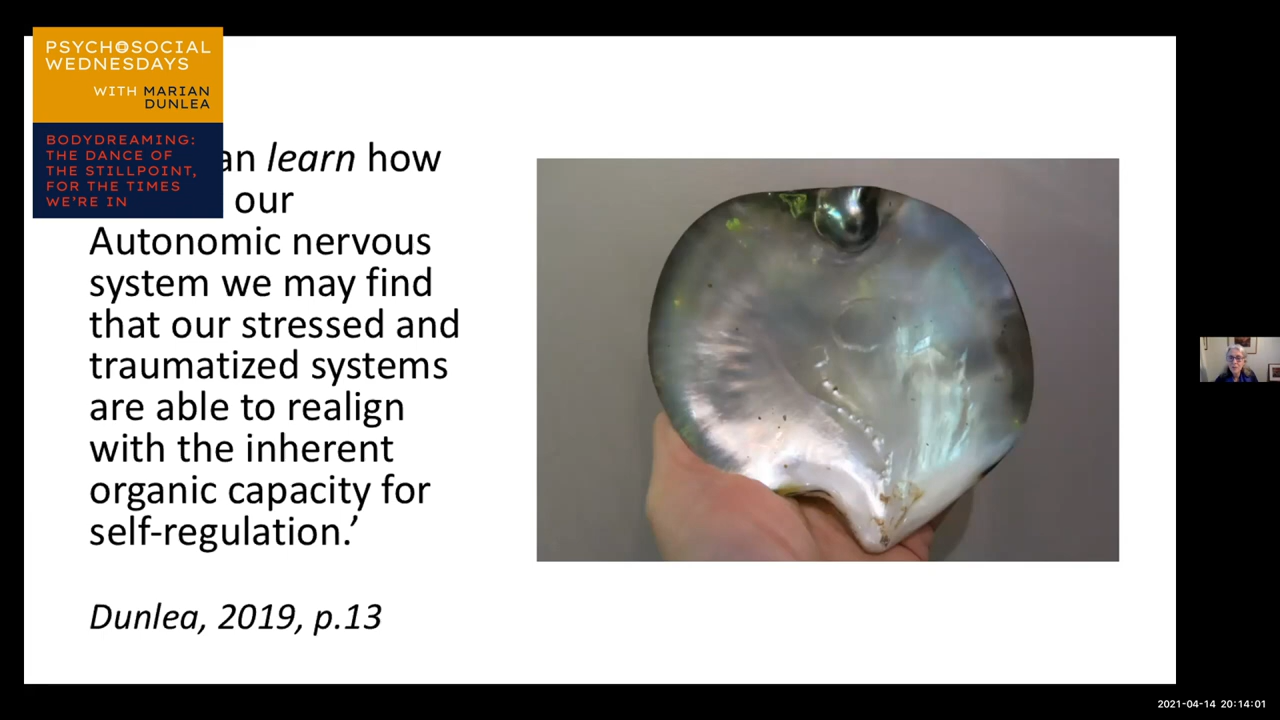 PSYCHOSOCIAL
WEDNESDAYS
WITH MARIAN
DUNLEA
BODYDREAMING:
THE DANCE OF
THE STILLPOINT,
FOR THE TIMES
WE'RE IN
an learn how
our
Autonomic nervous
system we may find
that our stressed and
traumatized systems
are able to realign
with the inherent
organic capacity for
self-regulation.’
Dunlea, 2019, p.13
2021-04-14 20:14:01